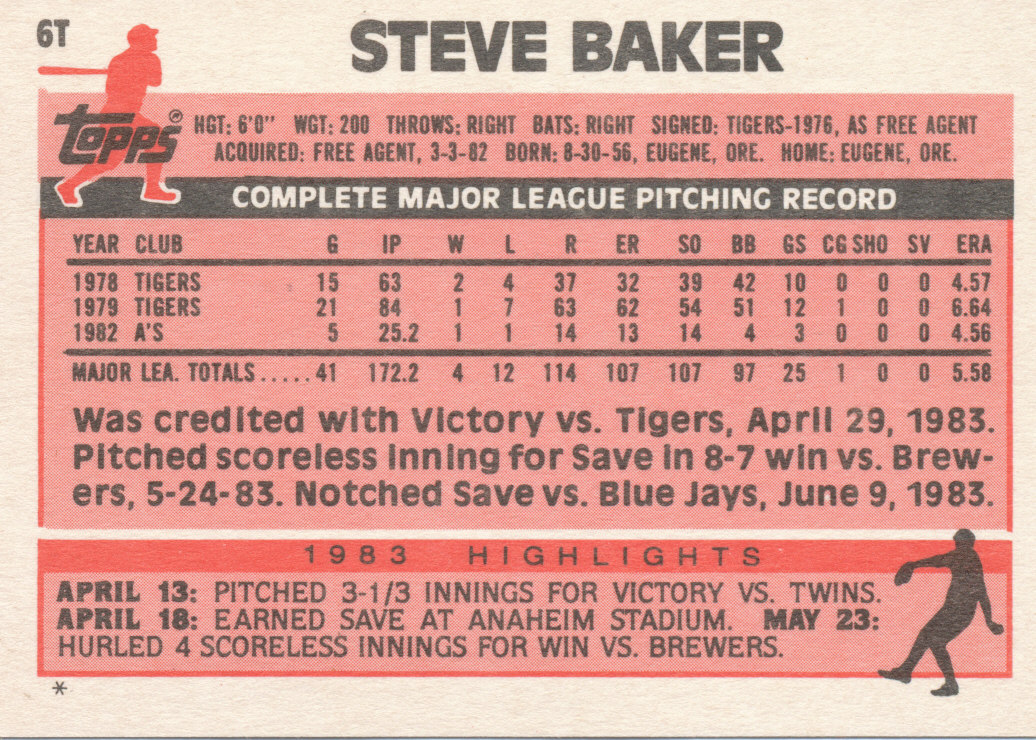 6T
STEVE BAKER
Topps®
HGT: 6'0" WGT: 200 THROWS: RIGHT BATS: RIGHT SIGNED: TIGERS-1976, AS FREE AGENT
ACQUIRED: FREE AGENT, 3-3-82 BORN: 8-30-56, EUGENE, ORE. HOME: EUGENE, ORE.
COMPLETE MAJOR LEAGUE PITCHING RECORD
YEAR CLUB G IP W L R ER SO BB GS CG SHO SV ERA
1978 TIGERS 15 63 2 4 37 32 39 42 10 0 0 0 4.57
1979 TIGERS 21 84 1 7 63 62 54 51 12 1 0 0 6.64
1982 A'S 5 25.2 1 1 14 13 14 4 3 0 0 0 4.56
MAJOR LEA. TOTALS.....41 172.2 4 12 114 107 107 97 25 1 0 0 5.58
Was credited with Victory vs. Tigers, April 29, 1983.
Pitched scoreless inning for Save in 8-7 win vs. Brew-
ers, 5-24-83. Notched Save vs. Blue Jays, June 9, 1983.
1983 HIGHLIGHTS
APRIL 13: PITCHED 3-1/3 INNINGS FOR VICTORY VS. TWINS.
APRIL 18: EARNED SAVE AT ANAHEIM STADIUM. MAY 23:
HURLED 4 SCORELESS INNINGS FOR WIN VS. BREWERS.
*